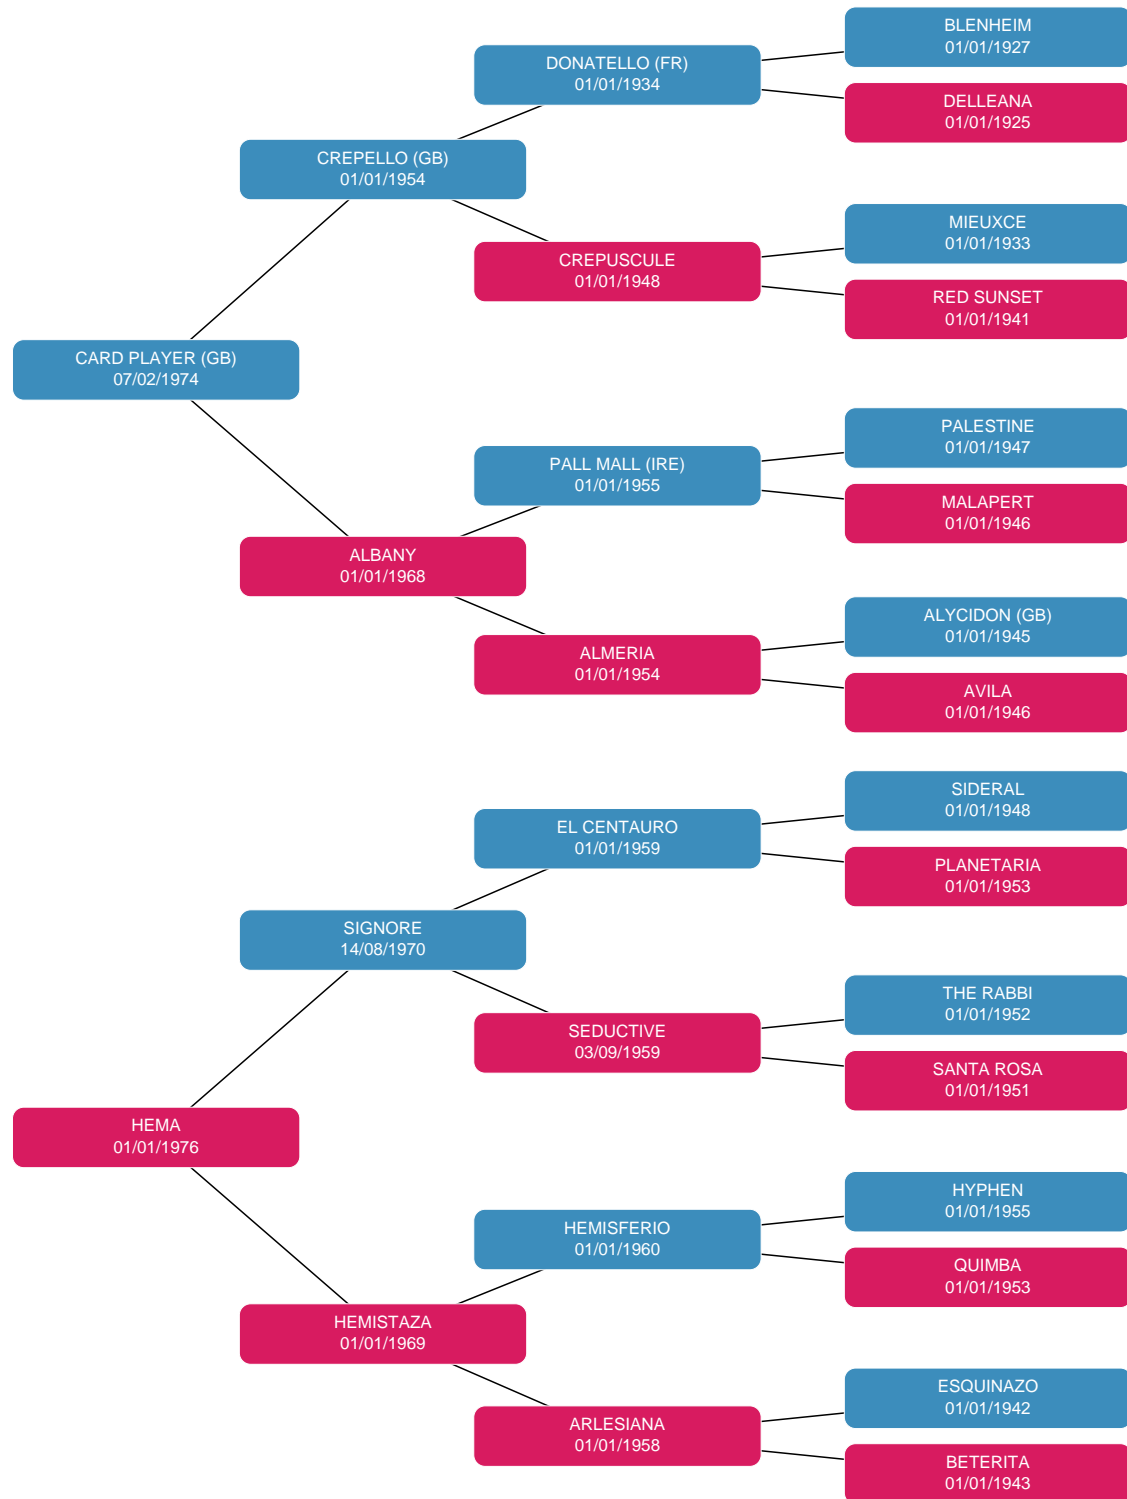 BLENHEIM
01/01/1927
DONATELLO (FR)
01/01/1934
DELLEANA
01/01/1925
CREPELLO (GB)
01/01/1954
MIEUXCE
01/01/1933
CREPUSCULE
01/01/1948
RED SUNSET
01/01/1941
CARD PLAYER (GB)
07/02/1974
PALESTINE
01/01/1947
PALL MALL (IRE)
01/01/1955
MALAPERT
01/01/1946
ALBANY
01/01/1968
ALYCIDON (GB)
01/01/1945
ALMERIA
01/01/1954
AVILA
01/01/1946
SIDERAL
01/01/1948
EL CENTAURO
01/01/1959
PLANETARIA
01/01/1953
SIGNORE
14/08/1970
THE RABBI
01/01/1952
SEDUCTIVE
03/09/1959
SANTA ROSA
01/01/1951
HEMA
01/01/1976
HYPHEN
01/01/1955
HEMISFERIO
01/01/1960
QUIMBA
01/01/1953
HEMISTAZA
01/01/1969
ESQUINAZO
01/01/1942
ARLESIANA
01/01/1958
BETERITA
01/01/1943